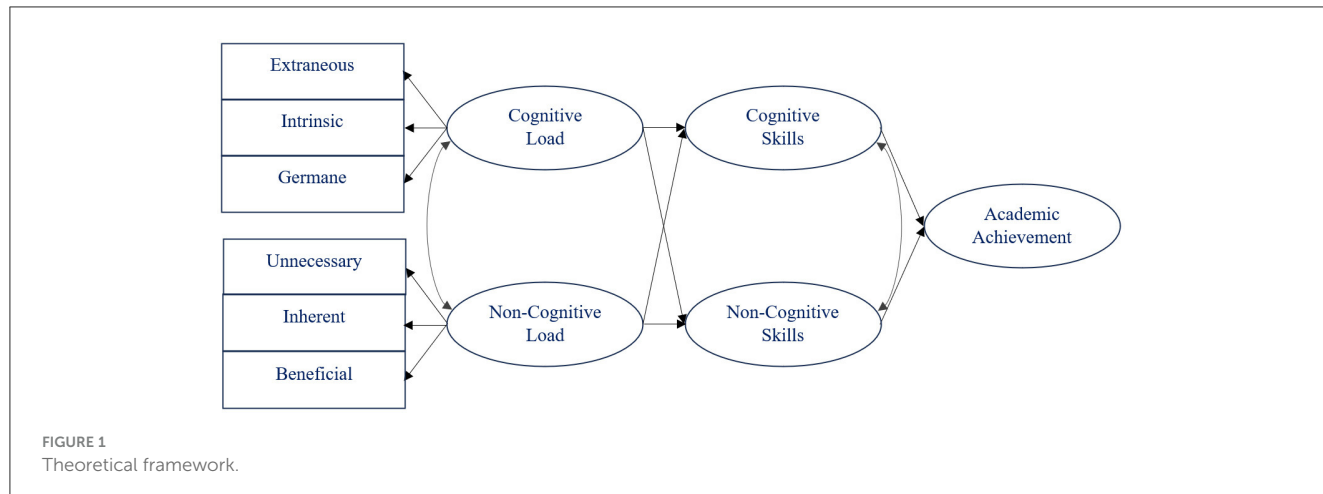 Extraneous
Intrinsic
Germane
Unnecessary
Inherent
Beneficial
Cognitive
Load
Non-Cognitive
Load
Cognitive
Skills
Non-Cognitive
Skills
Academic
Achievement
FIGURE 1
Theoretical framework.